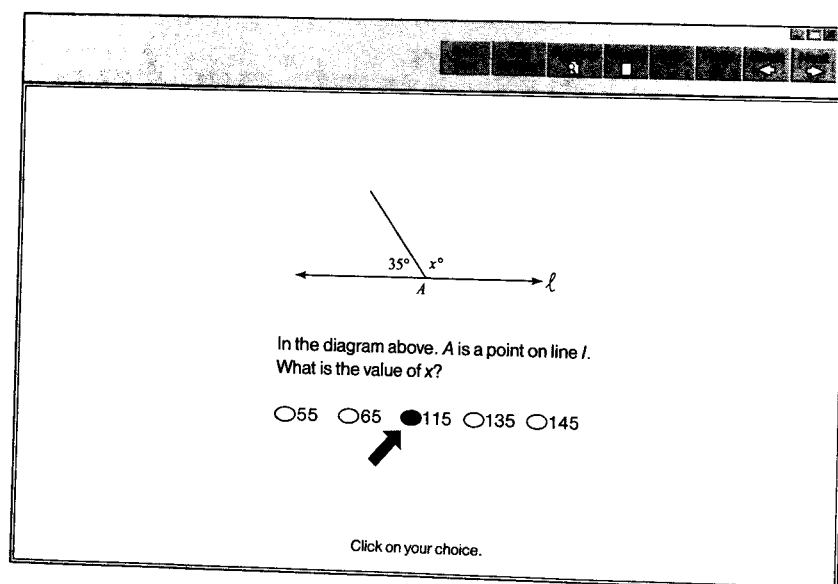 35° x°
A
ℓ
In the diagram above. A is a point on line l.
What is the value of x?
55 65 115 135 145
Click on your choice.